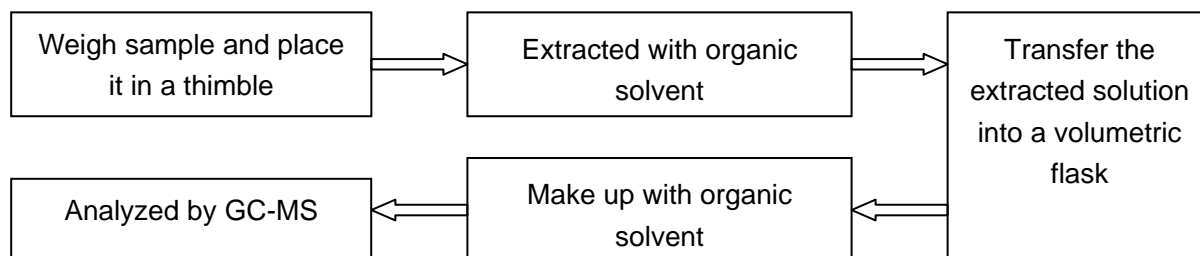 Weigh sample and place
it in a thimble
Extracted with organic
solvent
Transfer the
extracted solution
into a volumetric
flask
Make up with organic
solvent
Analyzed by GC-MS